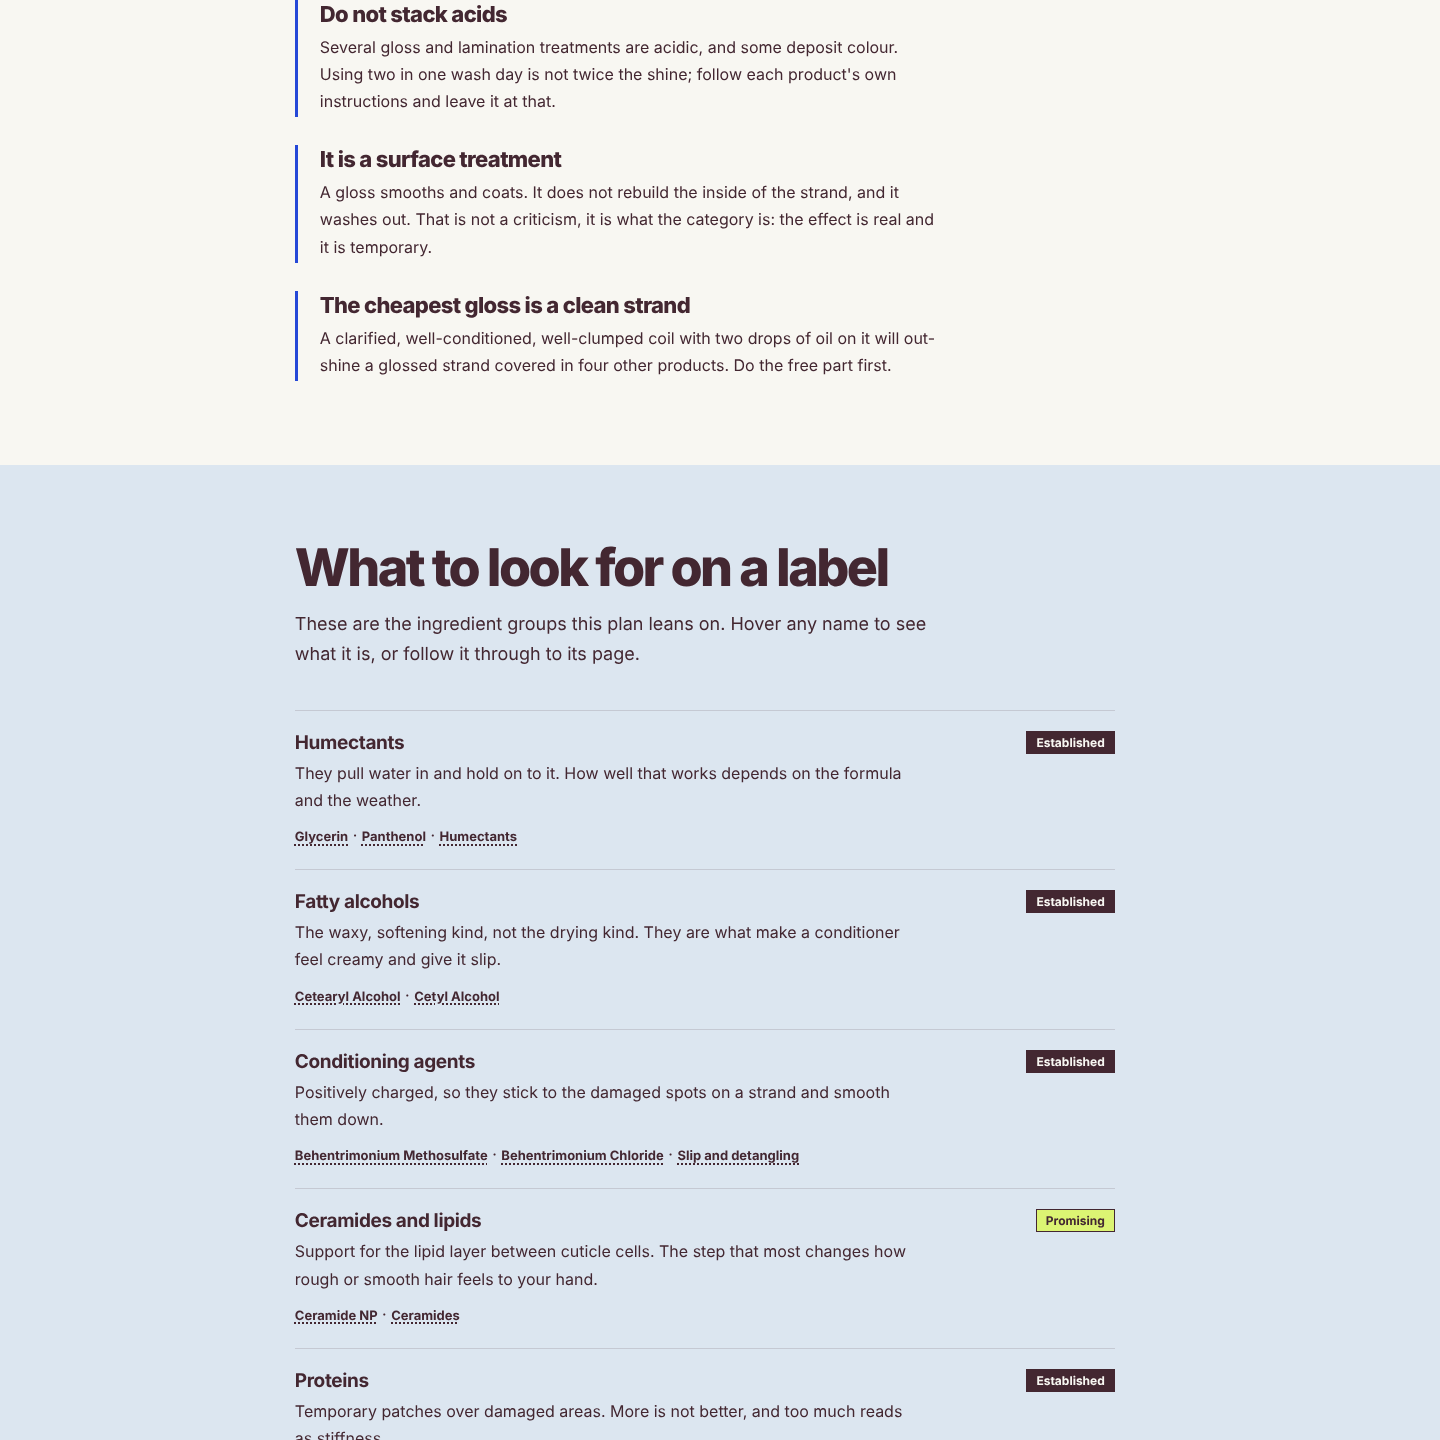 Do not stack acids
Several gloss and lamination treatments are acidic, and some deposit colour.
Using two in one wash day is not twice the shine; follow each product's own
instructions and leave it at that.
It is a surface treatment
A gloss smooths and coats. It does not rebuild the inside of the strand, and it
washes out. That is not a criticism, it is what the category is: the effect is real and
it is temporary.
The cheapest gloss is a clean strand
A clarified, well-conditioned, well-clumped coil with two drops of oil on it will out-
shine a glossed strand covered in four other products. Do the free part first.
What to look for on a label
These are the ingredient groups this plan leans on. Hover any name to see
what it is, or follow it through to its page.
Humectants
Established
They pull water in and hold on to it. How well that works depends on the formula
and the weather.
Glycerin · Panthenol · Humectants
Fatty alcohols
Established
The waxy, softening kind, not the drying kind. They are what make a conditioner
feel creamy and give it slip.
Cetearyl Alcohol · Cetyl Alcohol
Conditioning agents
Established
Positively charged, so they stick to the damaged spots on a strand and smooth
them down.
Behentrimonium Methosulfate · Behentrimonium Chloride · Slip and detangling
Ceramides and lipids
Promising
Support for the lipid layer between cuticle cells. The step that most changes how
rough or smooth hair feels to your hand.
Ceramide NP · Ceramides
Proteins
Established
Temporary patches over damaged areas. More is not better, and too much reads
as stiffness.